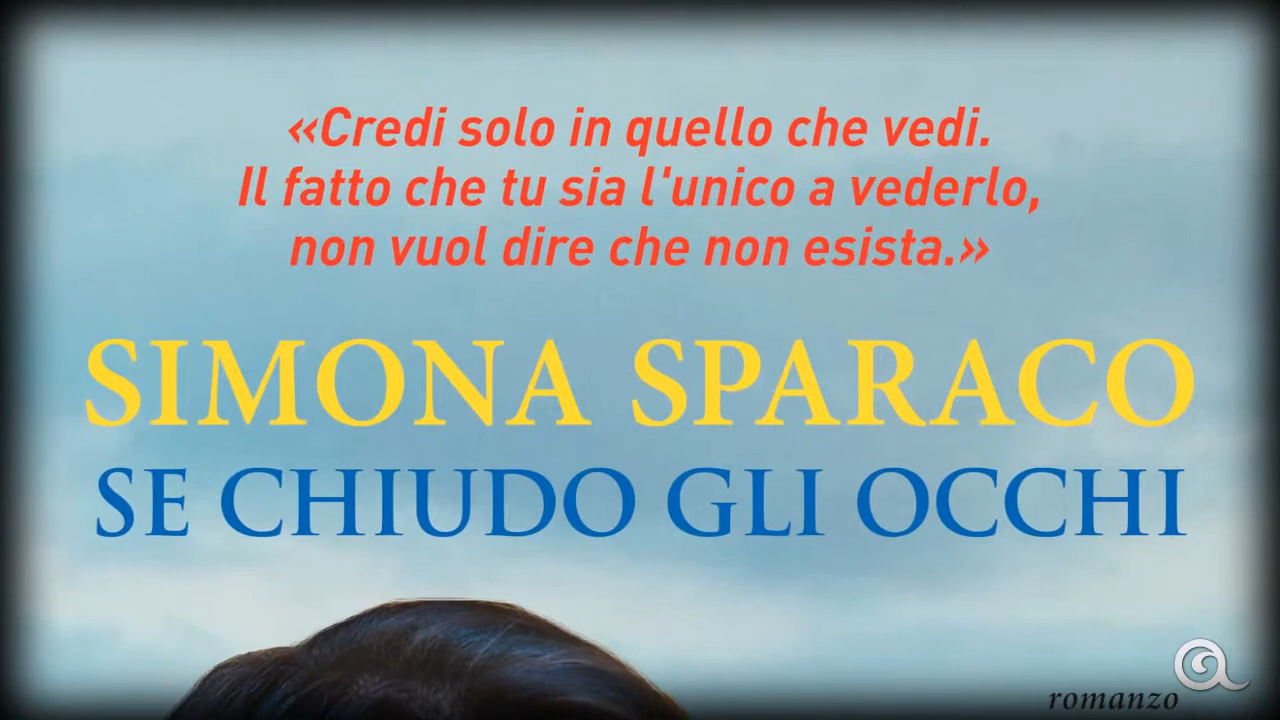 «Credi solo in quello che vedi.
Il fatto che tu sia l'unico a vederlo,
non vuol dire che non esista.»
SIMONA SPARACO
SE CHIUDO GLI OCCHI
romanzo